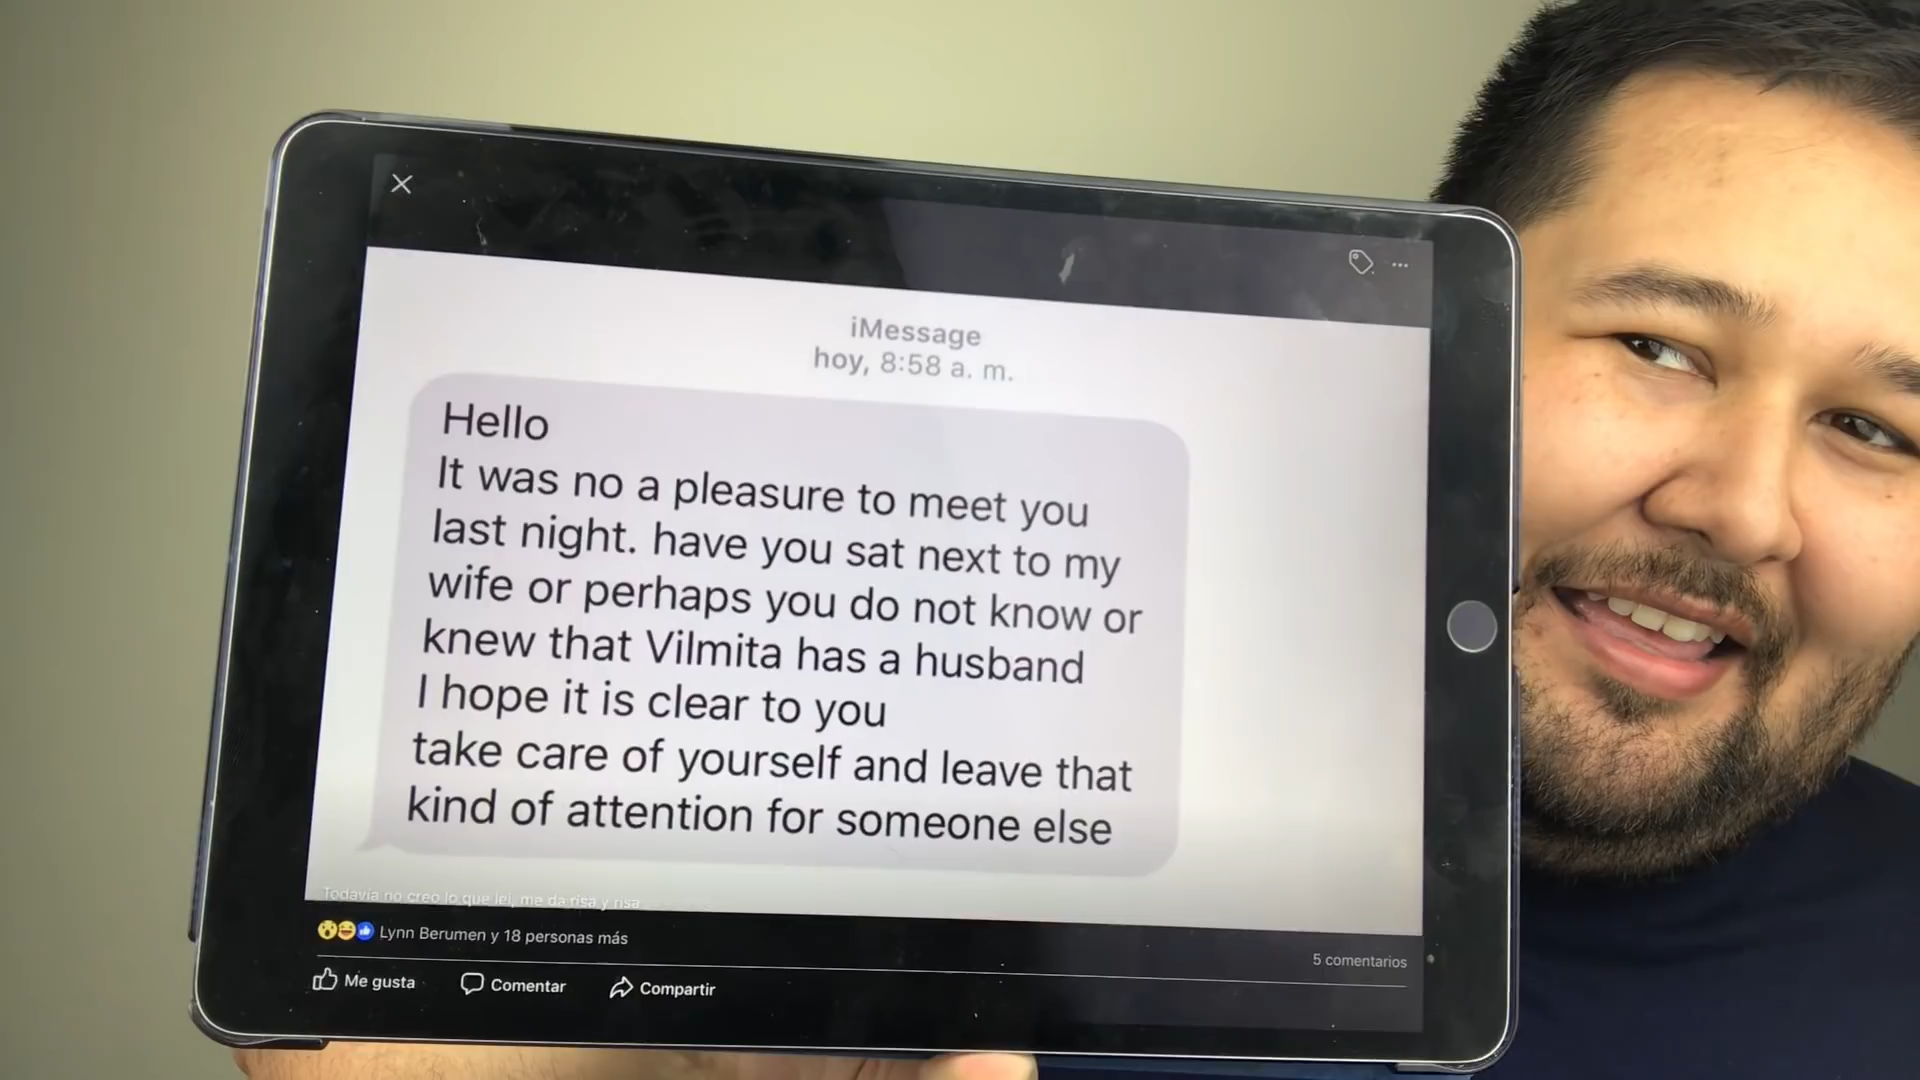 iMessage
hoy, 8:58 a. m.
Hello
It was no a pleasure to meet you
last night. have you sat next to my
wife or perhaps you do not know or
knew that Vilmita has a husband
I hope it is clear to you
take care of yourself and leave that
kind of attention for someone else
Todavía no creo lo que lei, me da risa y risa
Lynn Berumen y 18 personas más
5 comentarios
Me gusta Comentar Compartir